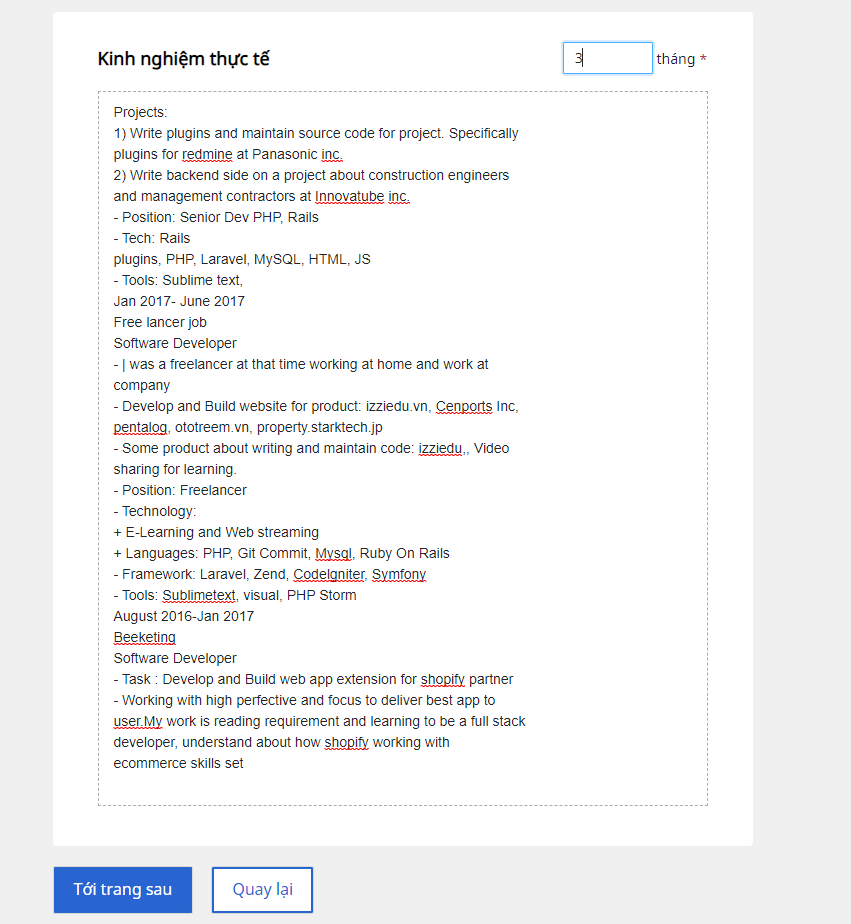 Kinh nghiệm thực tế
3 tháng *
Projects:
1) Write plugins and maintain source code for project. Specifically
plugins for redmine at Panasonic inc.
2) Write backend side on a project about construction engineers
and management contractors at Innovatube inc.
- Position: Senior Dev PHP, Rails
- Tech: Rails
plugins, PHP, Laravel, MySQL, HTML, JS
- Tools: Sublime text,
Jan 2017- June 2017
Free lancer job
Software Developer
- | was a freelancer at that time working at home and work at
company
- Develop and Build website for product: izziedu.vn, Cenports Inc,
pentalog, ototreem.vn, property.starktech.jp
- Some product about writing and maintain code: izziedu,, Video
sharing for learning.
- Position: Freelancer
- Technology:
+ E-Learning and Web streaming
+ Languages: PHP, Git Commit, Mysql, Ruby On Rails
- Framework: Laravel, Zend, CodeIgniter, Symfony
- Tools: Sublimetext, visual, PHP Storm
August 2016-Jan 2017
Beeketing
Software Developer
- Task : Develop and Build web app extension for shopify partner
- Working with high perfective and focus to deliver best app to
user.My work is reading requirement and learning to be a full stack
developer, understand about how shopify working with
ecommerce skills set
Tới trang sau
Quay lại